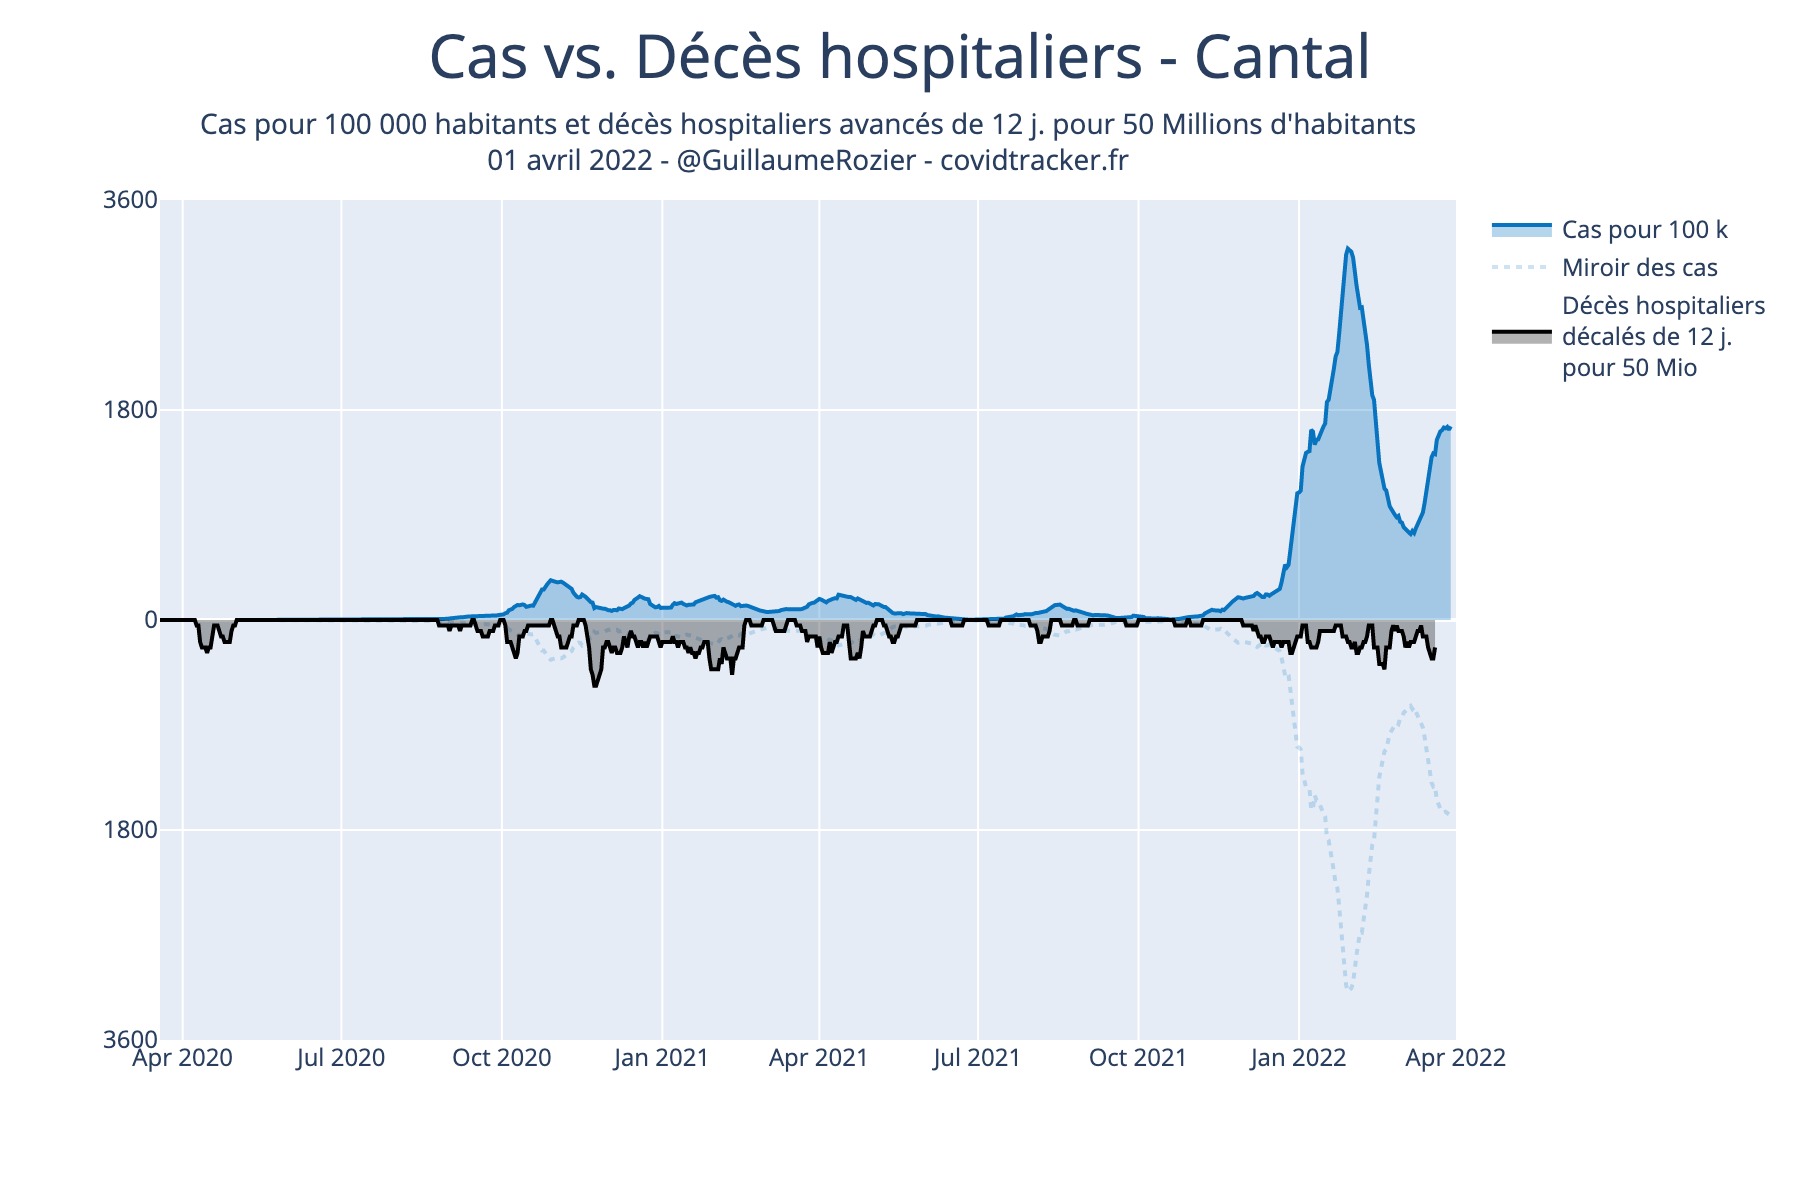 Cas vs. Décès hospitaliers - Cantal
Cas pour 100 000 habitants et décès hospitaliers avancés de 12 j. pour 50 Millions d'habitants
01 avril 2022 - @GuillaumeRozier - covidtracker.fr
3600
1800
0
1800
3600
Apr 2020
Jul 2020
Oct 2020
Jan 2021
Apr 2021
Jul 2021
Oct 2021
Jan 2022
Apr 2022
Cas pour 100 k
Miroir des cas
Décès hospitaliers
décalés de 12 j.
pour 50 Mio